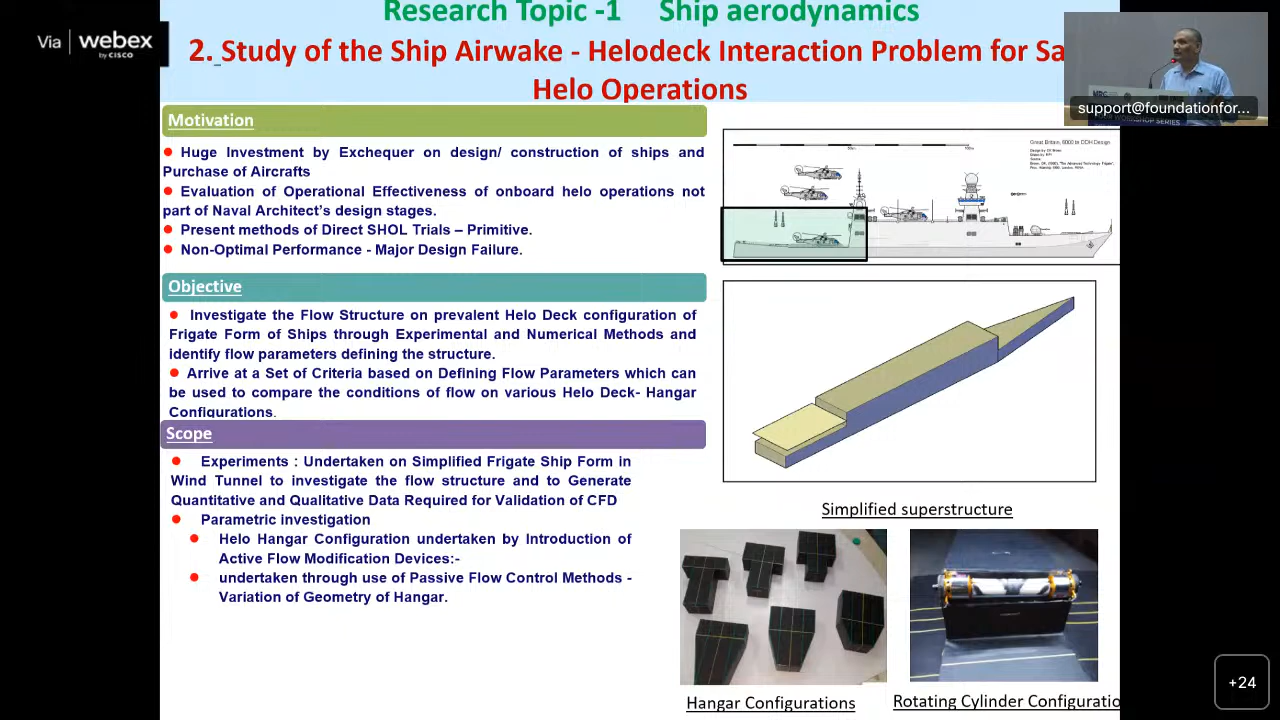 Research Topic -1 Ship aerodynamics
Via webex
by CISCO
2. Study of the Ship Airwake - Helodeck Interaction Problem for Sa
Helo Operations
support@foundationfor...
Motivation
● Huge Investment by Exchequer on design/ construction of ships and
Purchase of Aircrafts
● Evaluation of Operational Effectiveness of onboard helo operations not
part of Naval Architect's design stages.
● Present methods of Direct SHOL Trials – Primitive.
● Non-Optimal Performance - Major Design Failure.
Great Britain, 8000 te DDH Design
Objective
● Investigate the Flow Structure on prevalent Helo Deck configuration of
Frigate Form of Ships through Experimental and Numerical Methods and
identify flow parameters defining the structure.
● Arrive at a Set of Criteria based on Defining Flow Parameters which can
be used to compare the conditions of flow on various Helo Deck- Hangar
Configurations.
Scope
● Experiments : Undertaken on Simplified Frigate Ship Form in
Wind Tunnel to investigate the flow structure and to Generate
Quantitative and Qualitative Data Required for Validation of CFD
● Parametric investigation
● Helo Hangar Configuration undertaken by Introduction of
Active Flow Modification Devices:-
● undertaken through use of Passive Flow Control Methods -
Variation of Geometry of Hangar.
Simplified superstructure
Hangar Configurations
Rotating Cylinder Configuratio
+24